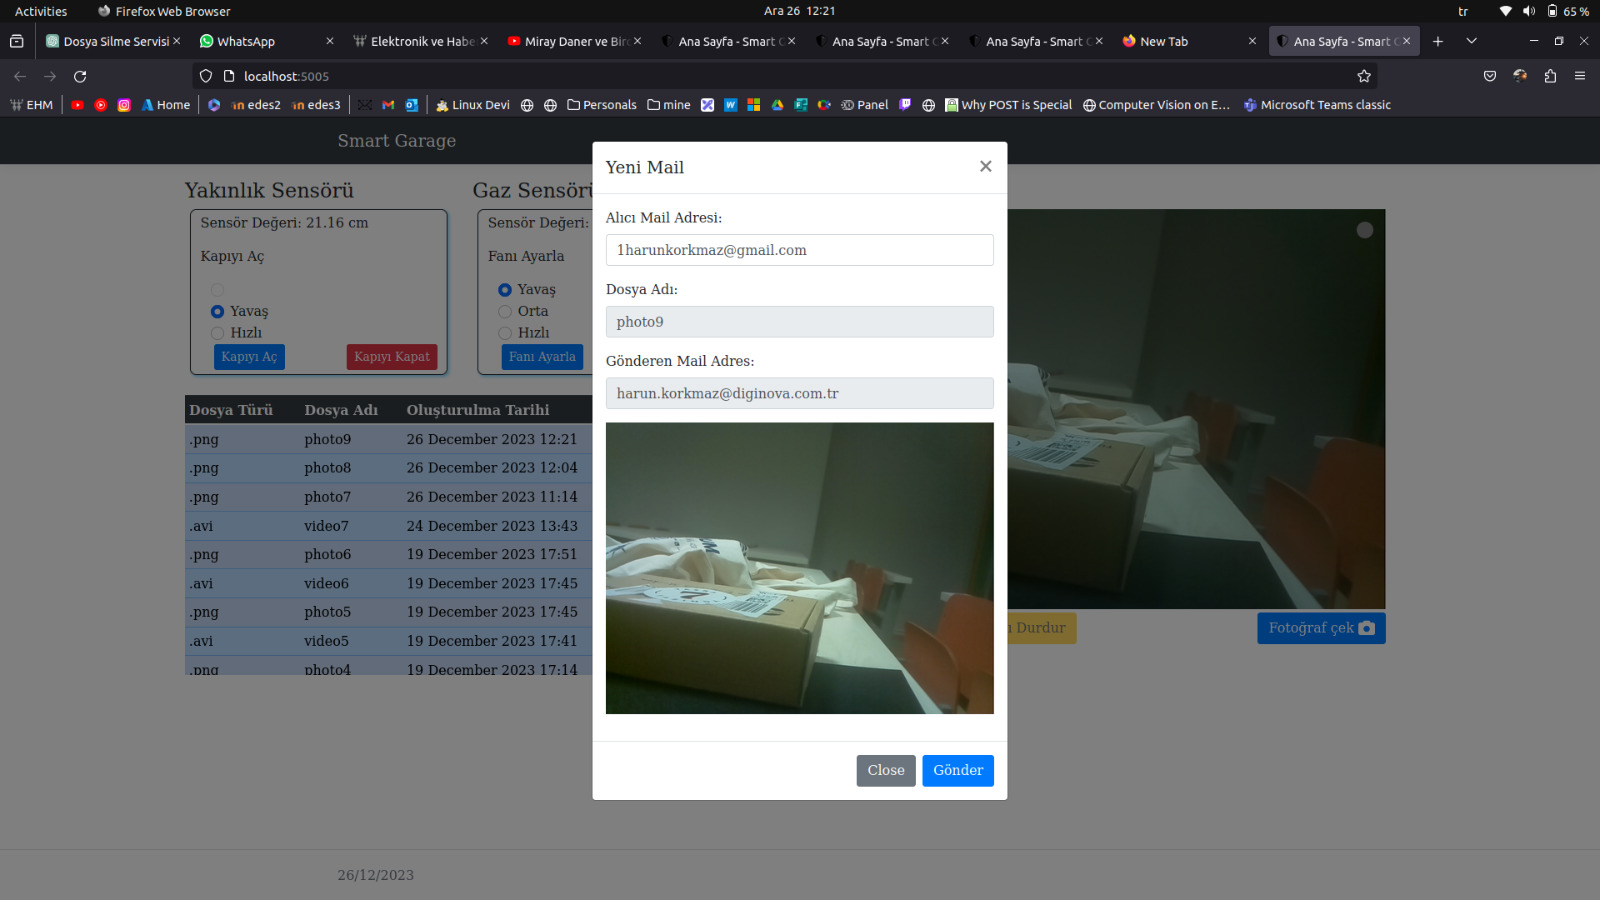 Activities Firefox Web Browser Ara 26 12:21 tr 65 %
Dosya Silme Servisi WhatsApp Elektronik ve Habe Miray Daner ve Bir Ana Sayfa - Smart Ana Sayfa - Smart Ana Sayfa - Smart New Tab Ana Sayfa - Smart
localhost:5005
EHM Home edes2 edes3 Linux Devi Personals mine Panel Why POST is Special Computer Vision on E… Microsoft Teams classic
Smart Garage
Yeni Mail
Alıcı Mail Adresi:
1harunkorkmaz@gmail.com
Dosya Adı:
photo9
Gönderen Mail Adres:
harun.korkmaz@diginova.com.tr
Close Gönder
Yakınlık Sensörü
Sensör Değeri: 21.16 cm
Kapıyı Aç
Yavaş
Hızlı
Kapıyı Aç Kapıyı Kapat
Gaz Sensörü
Sensör Değeri:
Fanı Ayarla
Yavaş
Orta
Hızlı
Fanı Ayarla
Dosya Türü Dosya Adı Oluşturulma Tarihi
.png photo9 26 December 2023 12:21
.png photo8 26 December 2023 12:04
.png photo7 26 December 2023 11:14
.avi video7 24 December 2023 13:43
.png photo6 19 December 2023 17:51
.avi video6 19 December 2023 17:45
.png photo5 19 December 2023 17:45
.avi video5 19 December 2023 17:41
.png photo4 19 December 2023 17:14
Durdur
Fotoğraf çek
26/12/2023